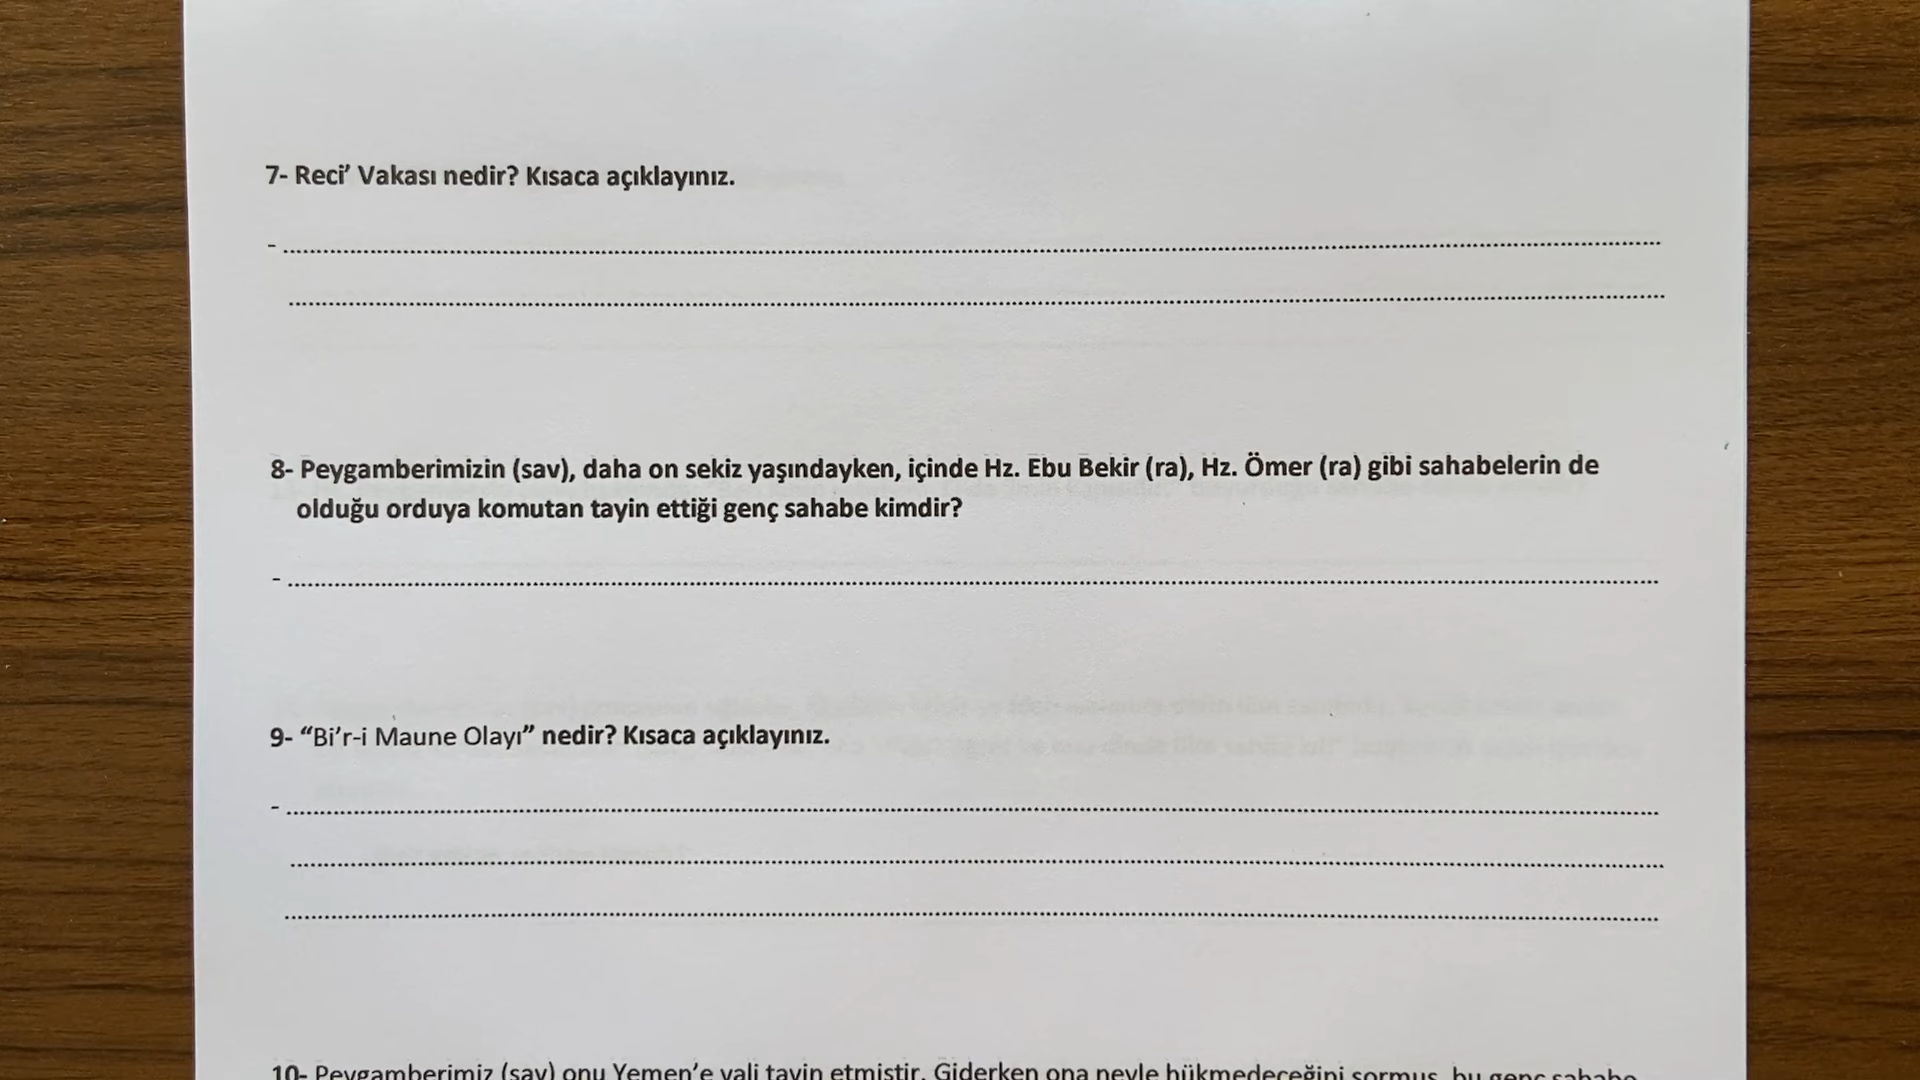 7- Reci’ Vakası nedir? Kısaca açıklayınız.
8- Peygamberimizin (sav), daha on sekiz yaşındayken, içinde Hz. Ebu Bekir (ra), Hz. Ömer (ra) gibi sahabelerin de
olduğu orduya komutan tayin ettiği genç sahabe kimdir?
9- “Bi’r-i Maune Olayı” nedir? Kısaca açıklayınız.
10- Peygamberimiz (sav) onu Yemen’e vali tayin etmiştir. Giderken ona neyle hükmedeceğini sormuş, bu genç sahabe